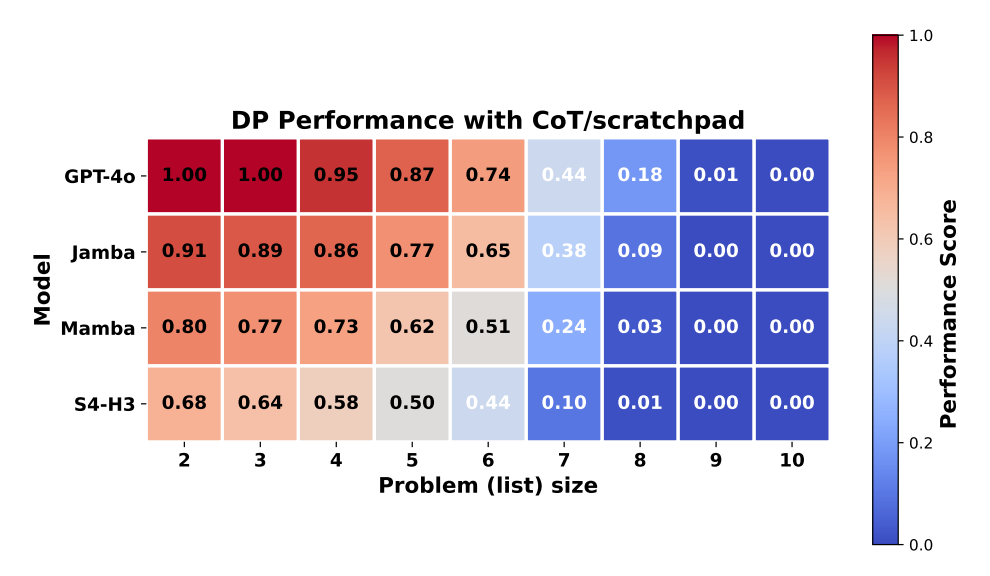 DP Performance with CoT/scratchpad
Model
GPT-4o 1.00 1.00 0.95 0.87 0.74 0.44 0.18 0.01 0.00
Jamba 0.91 0.89 0.86 0.77 0.65 0.38 0.09 0.00 0.00
Mamba 0.80 0.77 0.73 0.62 0.51 0.24 0.03 0.00 0.00
S4-H3 0.68 0.64 0.58 0.50 0.44 0.10 0.01 0.00 0.00
2 3 4 5 6 7 8 9 10
Problem (list) size
1.0
0.8
0.6
0.4
0.2
0.0
Performance Score